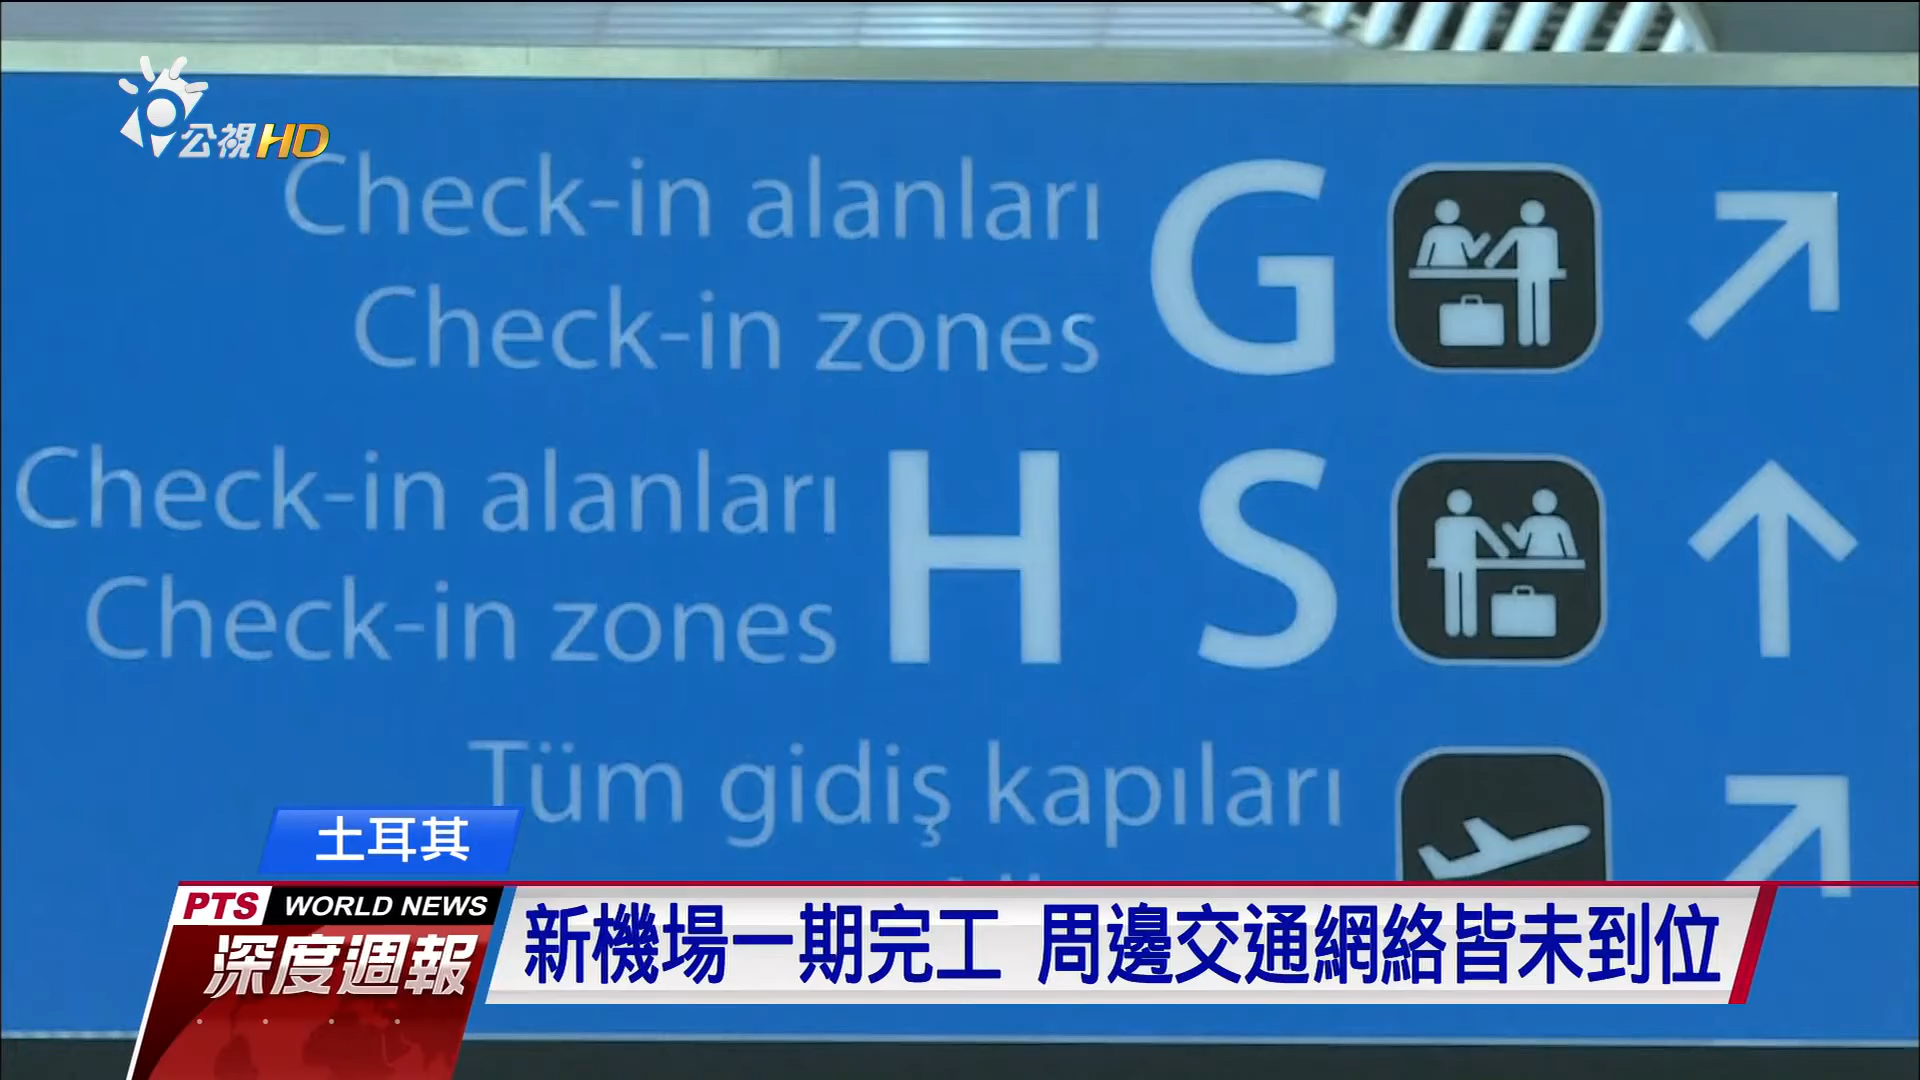 公視HD
Check-in alanları
Check-in zones
G
Check-in alanları
Check-in zones
H S
Tüm gidiş kapıları
土耳其
PTS WORLD NEWS
深度週報
新機場一期完工 周邊交通網絡皆未到位